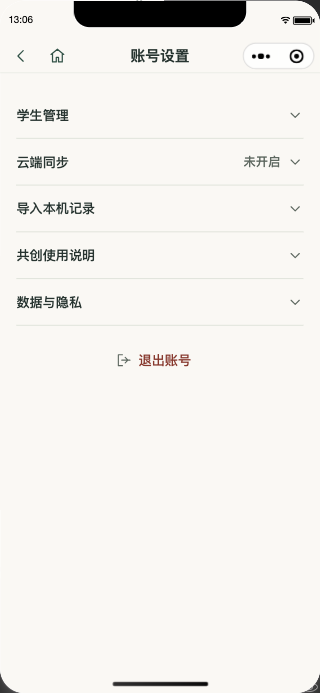 13:06
账号设置
学生管理
云端同步 未开启
导入本机记录
共创使用说明
数据与隐私
退出账号